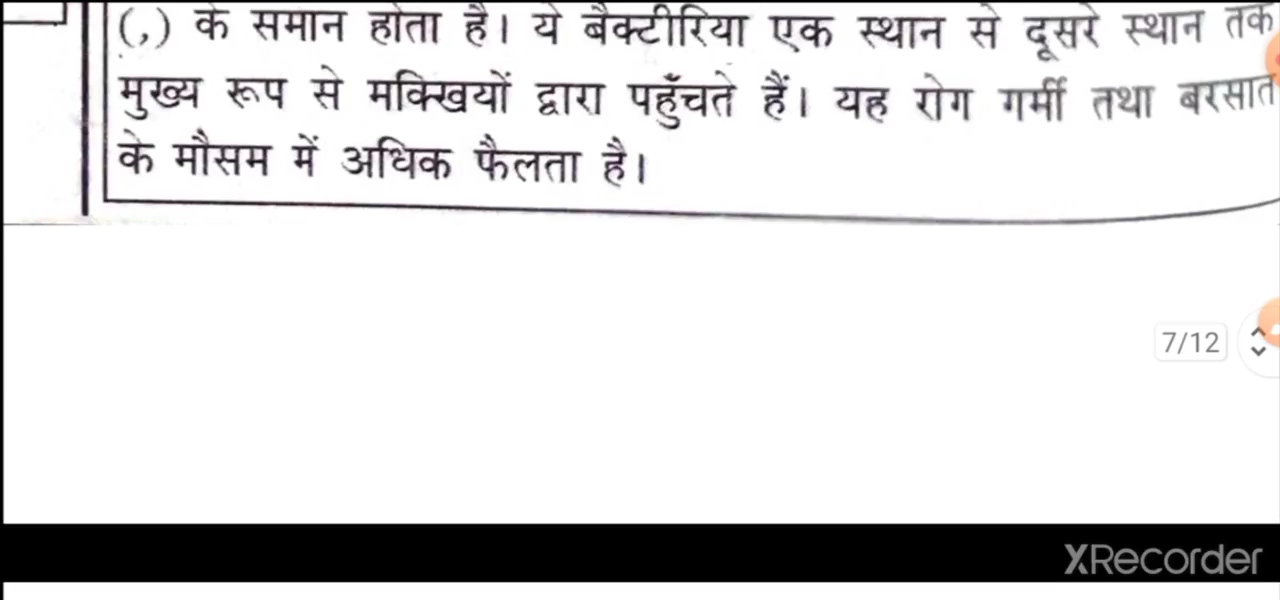 (,) के समान होता है। ये बैक्टीरिया एक स्थान से दूसरे स्थान तक
मुख्य रूप से मक्खियों द्वारा पहुँचते हैं। यह रोग गर्मी तथा बरसात
के मौसम में अधिक फैलता है।
7/12
XRecorder